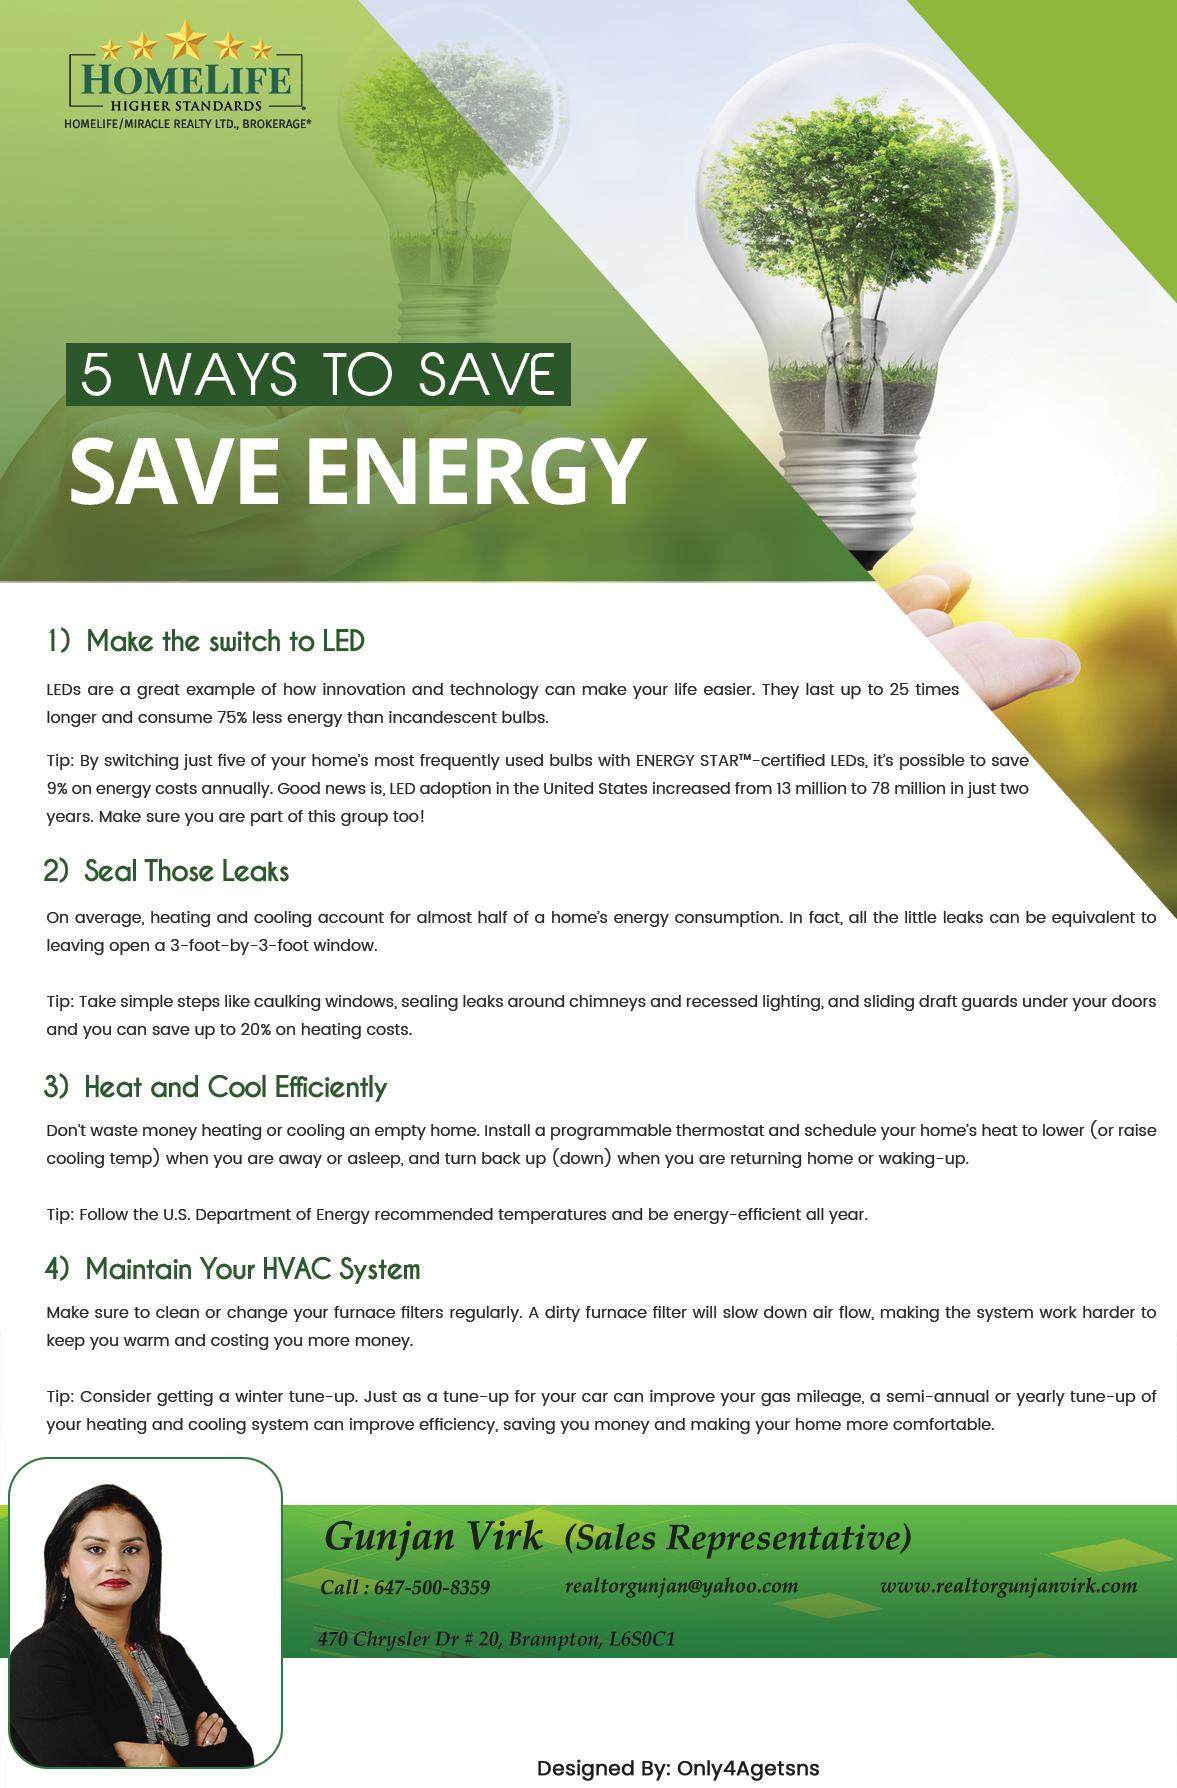 HOMELIFE
HIGHER STANDARDS
HOMELIFE/MIRACLE REALTY LTD., BROKERAGE*
5 WAYS TO SAVE
SAVE ENERGY
1) Make the switch to LED
LEDs are a great example of how innovation and technology can make your life easier. They last up to 25 times
longer and consume 75% less energy than incandescent bulbs.
Tip: By switching just five of your home's most frequently used bulbs with ENERGY STAR™-certified LEDs, it's possible to save
9% on energy costs annually. Good news is, LED adoption in the United States increased from 13 million to 78 million in just two
years. Make sure you are part of this group too!
2) Seal Those Leaks
On average, heating and cooling account for almost half of a home's energy consumption. In fact, all the little leaks can be equivalent to
leaving open a 3-foot-by-3-foot window.
Tip: Take simple steps like caulking windows, sealing leaks around chimneys and recessed lighting, and sliding draft guards under your doors
and you can save up to 20% on heating costs.
3) Heat and Cool Efficiently
Don't waste money heating or cooling an empty home. Install a programmable thermostat and schedule your home's heat to lower (or raise
cooling temp) when you are away or asleep, and turn back up (down) when you are returning home or waking-up.
Tip: Follow the U.S. Department of Energy recommended temperatures and be energy-efficient all year.
4) Maintain Your HVAC System
Make sure to clean or change your furnace filters regularly. A dirty furnace filter will slow down air flow, making the system work harder to
keep you warm and costing you more money.
Tip: Consider getting a winter tune-up. Just as a tune-up for your car can improve your gas mileage, a semi-annual or yearly tune-up of
your heating and cooling system can improve efficiency, saving you money and making your home more comfortable.
Gunjan Virk (Sales Representative)
Call : 647-500-8359 realtorgunjan@yahoo.com www.realtorgunjanvirk.com
470 Chrysler Dr # 20, Brampton, L6S0C1
Designed By: Only4Agetsns